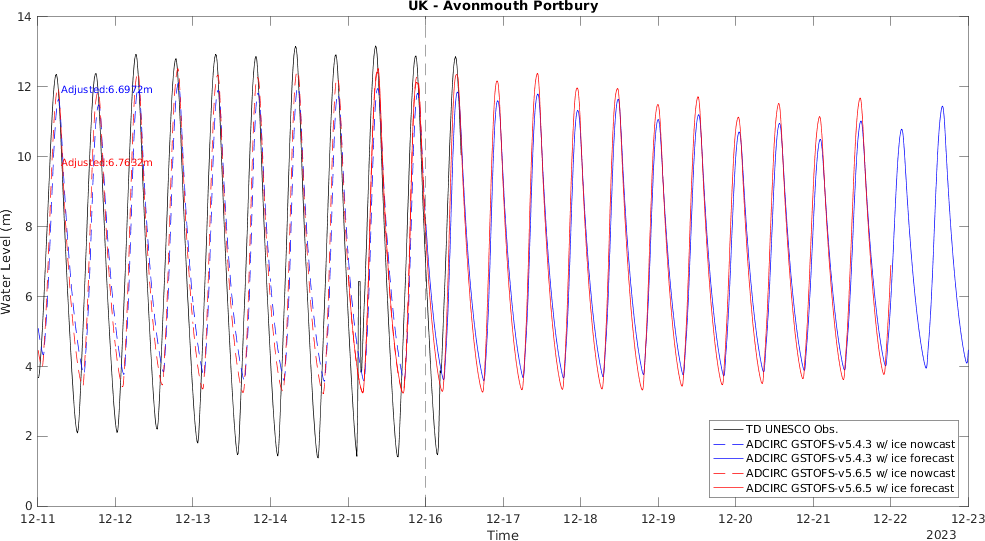 UK - Avonmouth Portbury
14
12
10
8
6
4
2
0
Water Level (m)
Adjusted:6.6972m
Adjusted:6.7632m
TD UNESCO Obs.
ADCIRC GSTOFS-v5.4.3 w/ ice nowcast
ADCIRC GSTOFS-v5.4.3 w/ ice forecast
ADCIRC GSTOFS-v5.6.5 w/ ice nowcast
ADCIRC GSTOFS-v5.6.5 w/ ice forecast
12-11 12-12 12-13 12-14 12-15 12-16 12-17 12-18 12-19 12-20 12-21 12-22 12-23
Time
2023